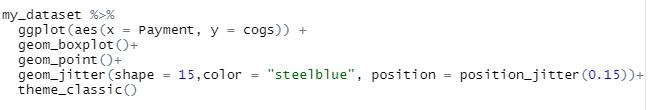 my_dataset %>%
  ggplot(aes(x = Payment, y = cogs)) +
  geom_boxplot()+
  geom_point()+
  geom_jitter(shape = 15,color = "steelblue", position = position_jitter(0.15))+
  theme_classic()